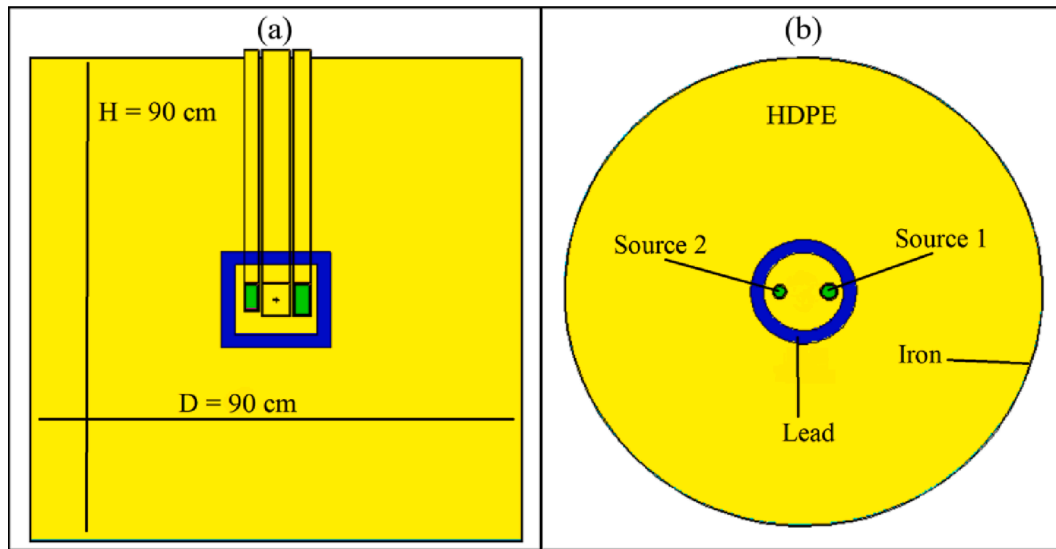 (a)
H = 90 cm
D = 90 cm
(b)
HDPE
Source 2
Source 1
Iron
Lead